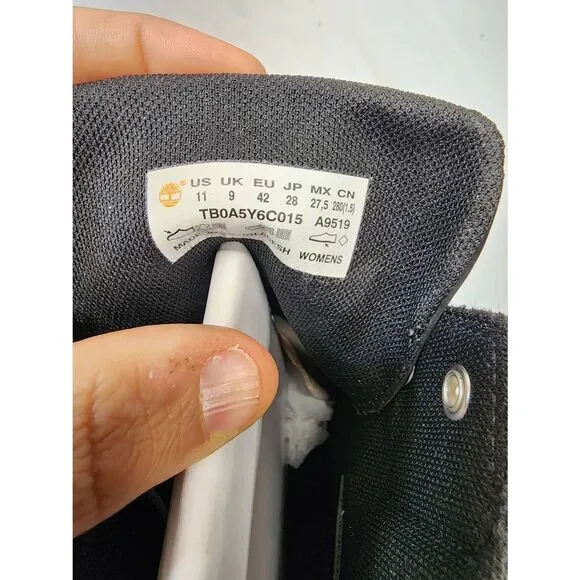 US UK EU JP MX CN
11 9 42 28 27,5 280(1.5)
TB0A5Y6C015 A9519
WOMENS